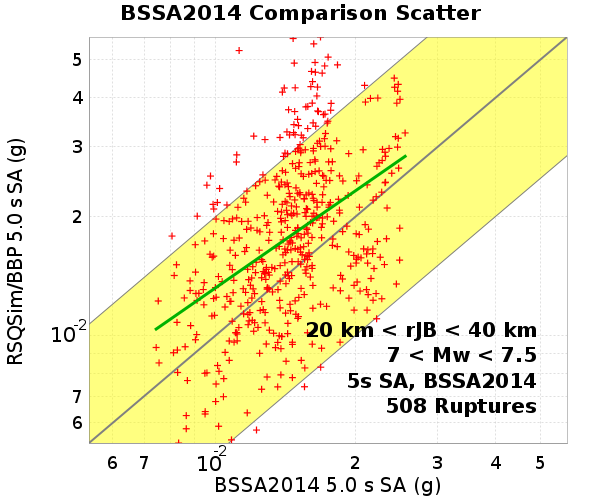 BSSA2014 Comparison Scatter
RSQSim/BBP 5.0 s SA (g)
5
4
3
2
10-2
7
6
20 km < rJB < 40 km
7 < Mw < 7.5
5s SA, BSSA2014
508 Ruptures
6 7 10-2 2 3 4 5
BSSA2014 5.0 s SA (g)